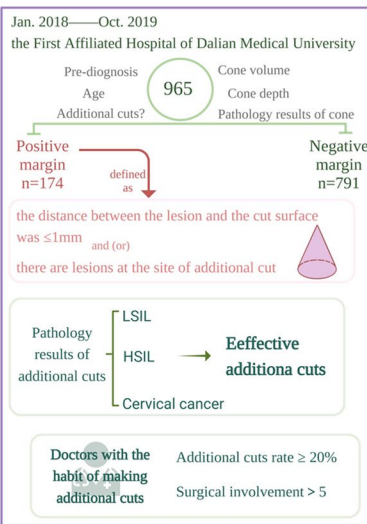 Jan. 2018——Oct. 2019
the First Affiliated Hospital of Dalian Medical University
Pre-diagnosis
Age
Additional cuts?
965
Cone volume
Cone depth
Pathology results of cone
Positive
margin
n=174
defined
as
Negative
margin
n=791
the distance between the lesion and the cut surface
was ≤1mm and (or)
there are lesions at the site of additional cut
Pathology
results of
additional cuts
LSIL
HSIL
Cervical cancer
Eeffective
additiona cuts
Doctors with the
habit of making
additional cuts
Additional cuts rate ≥ 20%
Surgical involvement > 5